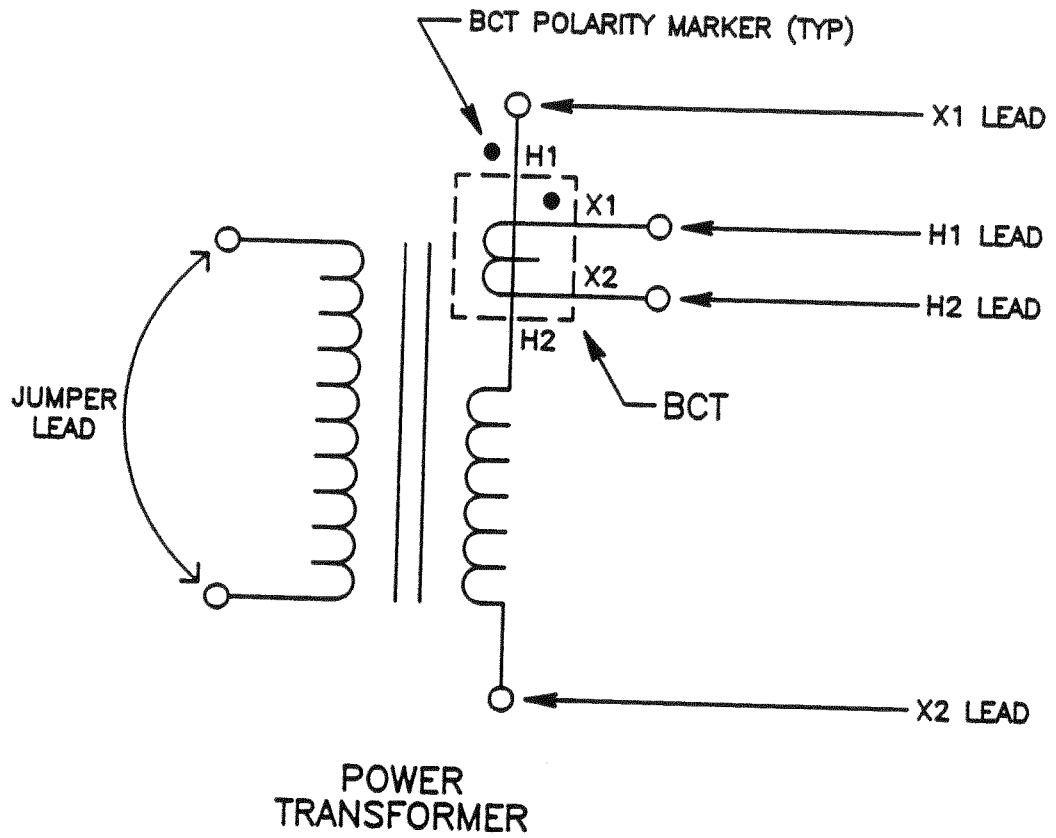 BCT POLARITY MARKER (TYP)
X1 LEAD
H1
X1
H1 LEAD
X2
H2 LEAD
H2
JUMPER
LEAD
BCT
X2 LEAD
POWER
TRANSFORMER